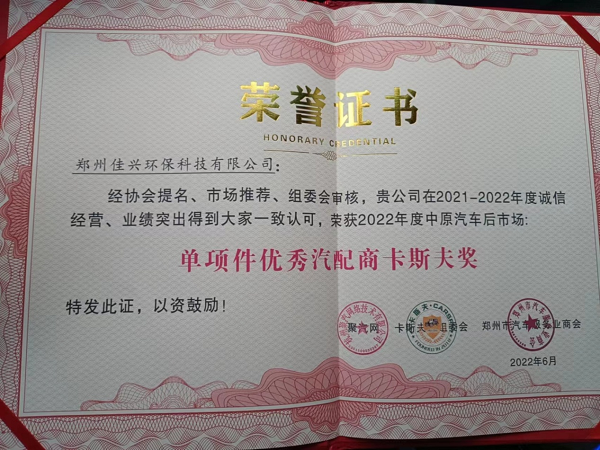 荣誉证书
HONORARY CREDENTIAL
郑州佳兴环保科技有限公司:
经协会提名、市场推荐、组委会审核，贵公司在2021-2022年度诚信
经营、业绩突出得到大家一致认可，荣获2022年度中原汽车后市场:
单项件优秀汽配商卡斯夫奖
特发此证，以资鼓励！
聚汽网 卡斯夫 组委会 郑州市汽车服务业商会
2022年6月